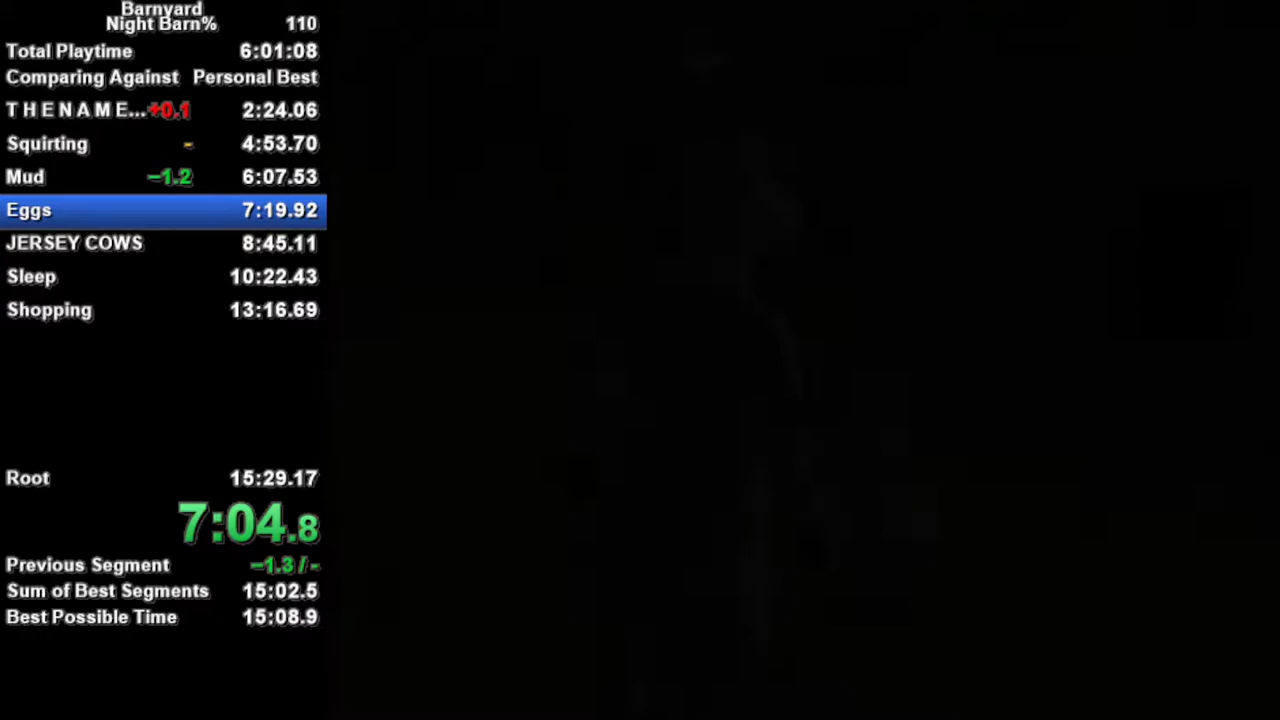 Barnyard
Night Barn% 110
Total Playtime 6:01:08
Comparing Against Personal Best
T H E N A M E... +0.1 2:24.06
Squirting - 4:53.70
Mud −1.2 6:07.53
Eggs 7:19.92
JERSEY COWS 8:45.11
Sleep 10:22.43
Shopping 13:16.69
Root 15:29.17
7:04.8
Previous Segment −1.3 / -
Sum of Best Segments 15:02.5
Best Possible Time 15:08.9